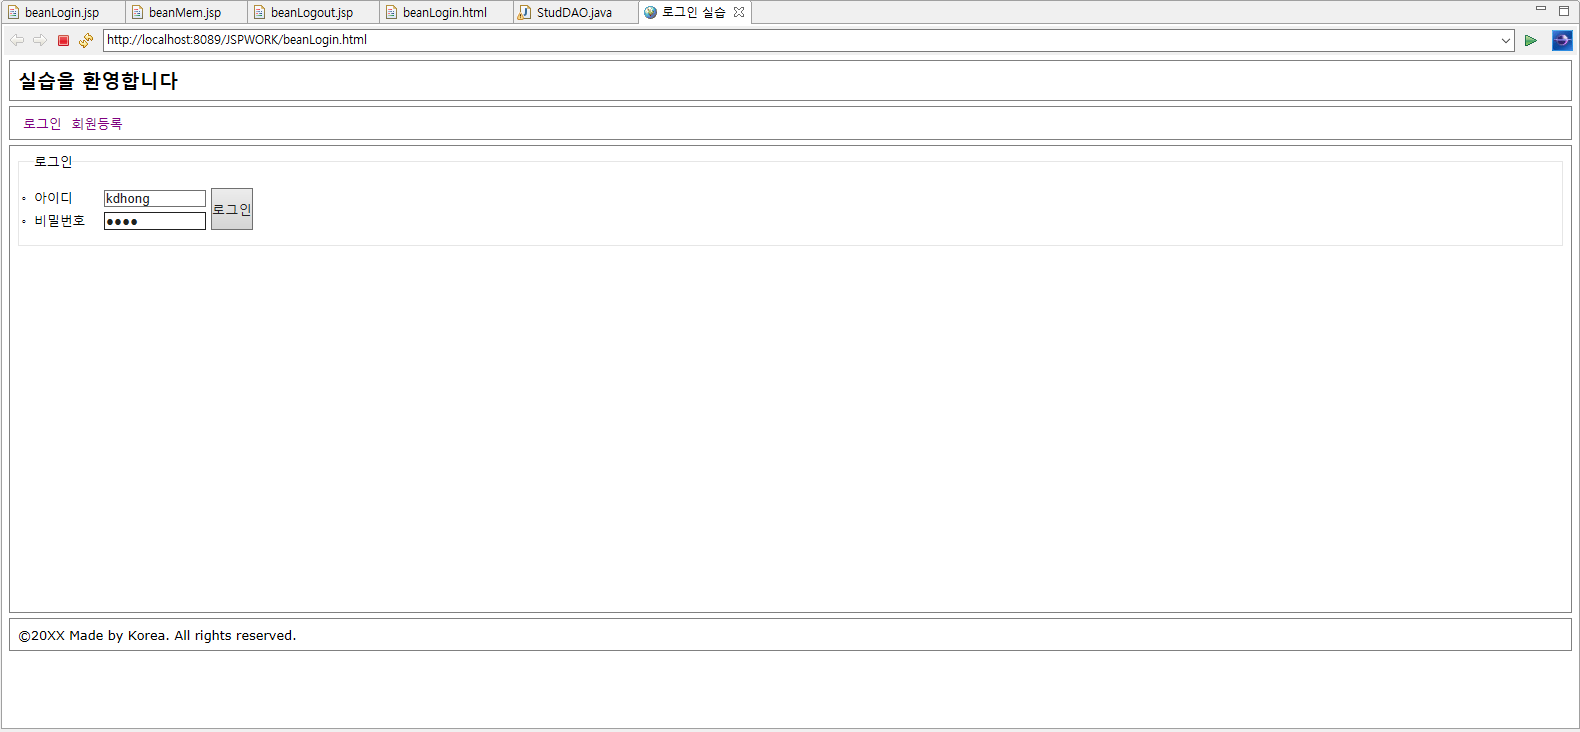 beanLogin.jsp beanMem.jsp beanLogout.jsp beanLogin.html StudDAO.java 로그인 실습
http://localhost:8089/JSPWORK/beanLogin.html
실습을 환영합니다
로그인 회원등록
로그인
아이디 kdhong
로그인
비밀번호 ●●●●
©20XX Made by Korea. All rights reserved.